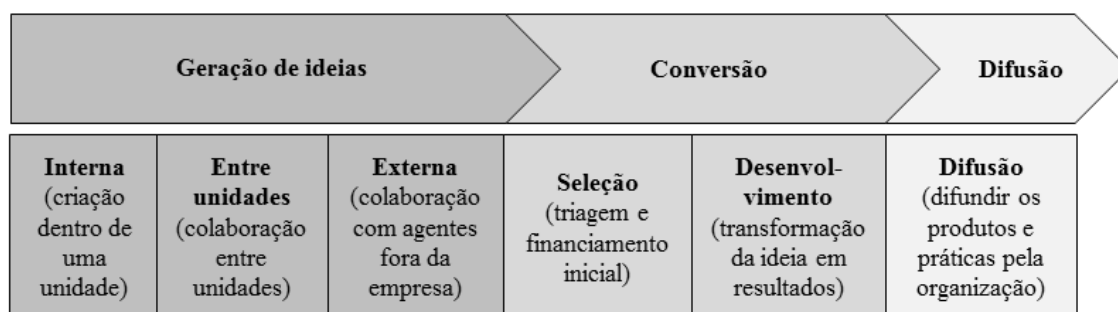 Geração de ideias
Conversão
Difusão
Interna
(criação
dentro de
uma
unidade)
Entre
unidades
(colaboração
entre
unidades)
Externa
(colaboração
com agentes
fora da
empresa)
Seleção
(triagem e
financiamento
inicial)
Desenvol-
vimento
(transformação
da ideia em
resultados)
Difusão
(difundir os
produtos e
práticas pela
organização)